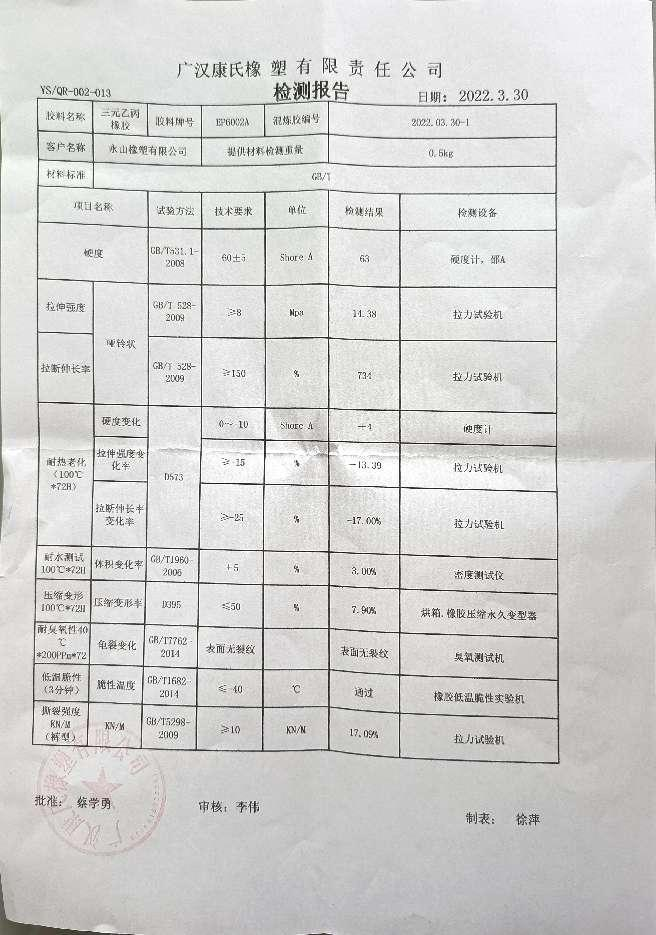 广汉康氏橡塑有限责任公司
YS/QR-002-013 检测报告 日期：2022.3.30
胶料名称 三元乙丙橡胶 胶料牌号 EP6002A 混炼胶编号 2022.03.30-1
客户名称 永山橡塑有限公司 提供材料检测重量 0.5kg
材料标准 GB/T
项目名称 试验方法 技术要求 单位 检测结果 检测设备
硬度 GB/T531.1-2008 60±5 Shore A 63 硬度计，邵A
拉伸强度 哑铃状 GB/T 528-2009 ≥8 Mpa 14.38 拉力试验机
拉断伸长率 GB/T 528-2009 ≥150 % 734 拉力试验机
耐热老化（100℃*72H） 硬度变化 D573 0～10 Shore A +4 硬度计
拉伸强度变化率 ≥-15 % -13.39 拉力试验机
拉断伸长率变化率 ≥-25 % -17.00% 拉力试验机
耐水测试100℃*72H 体积变化率 GB/T1960-2006 +5 % 3.00% 密度测试仪
压缩变形100℃*72H 压缩变形率 D395 ≤50 % 7.90% 烘箱.橡胶压缩永久变型器
耐臭氧性40℃*200PPm*72 龟裂变化 GB/T7762-2014 表面无裂纹 表面无裂纹 臭氧测试机
低温脆性（3分钟） 脆性温度 GB/T1682-2014 ≤-40 ℃ 通过 橡胶低温脆性实验机
撕裂强度KN/M（裤型） KN/M GB/T5298-2009 ≥10 KN/M 17.09% 拉力试验机
批准：蔡学勇 审核：李伟 制表：徐萍